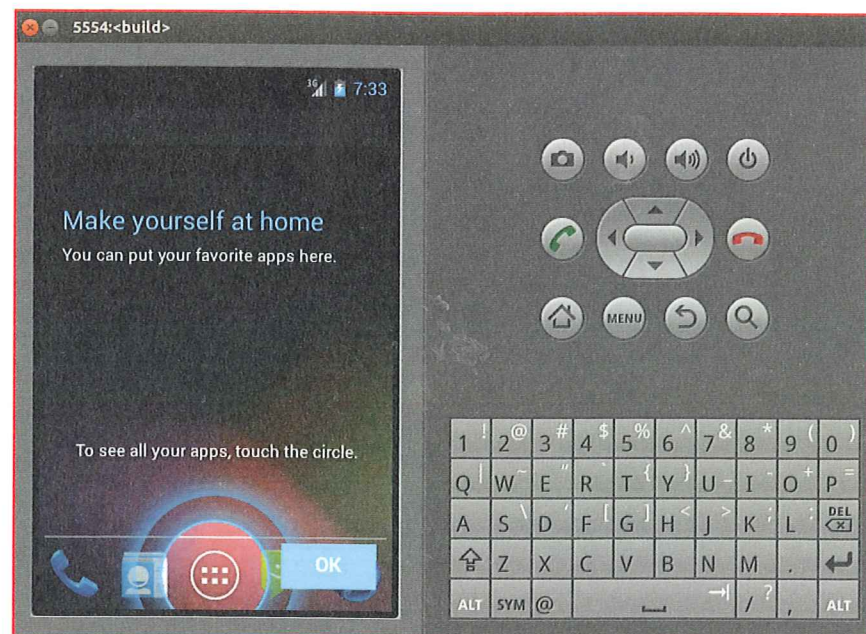 5554:<build>
3G 7:33
Make yourself at home
You can put your favorite apps here.
To see all your apps, touch the circle.
OK
MENU
1 ! 2 @ 3 # 4 $ 5 % 6 ^ 7 & 8 * 9 ( 0 )
Q | W ~ E " R ` T { Y } U _ I - O + P =
A S \ D ' F [ G ] H < J > K ; L : DEL
Z X C V B N M .
ALT SYM @ / ? , ALT